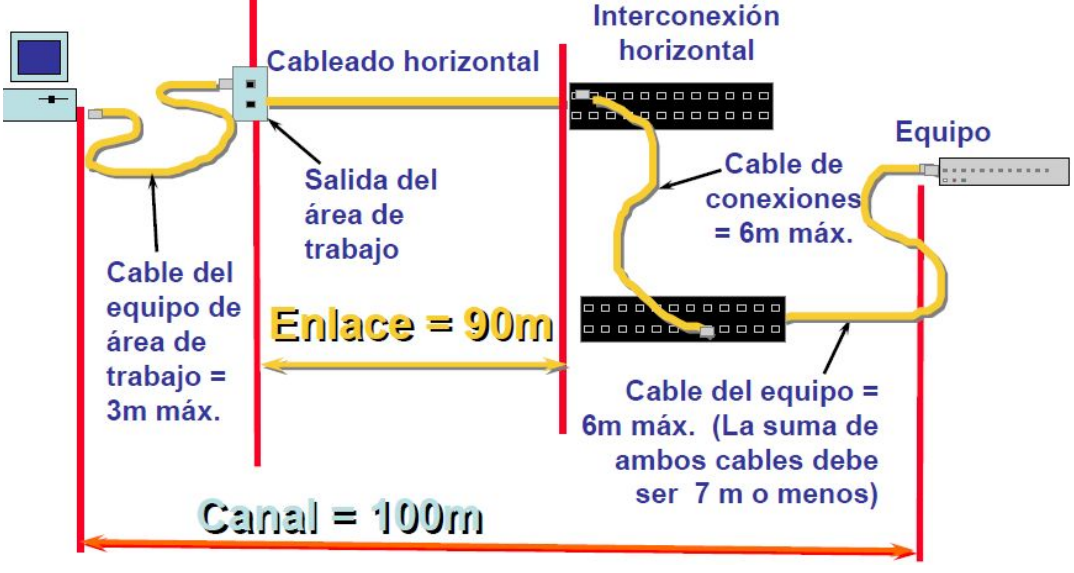 Interconexión
horizontal
Cableado horizontal
Equipo
Salida del
área de
trabajo
Cable de
conexiones
= 6m máx.
Cable del
equipo de
área de
trabajo =
3m máx.
Enlace = 90m
Cable del equipo =
6m máx. (La suma de
ambos cables debe
ser 7 m o menos)
Canal = 100m